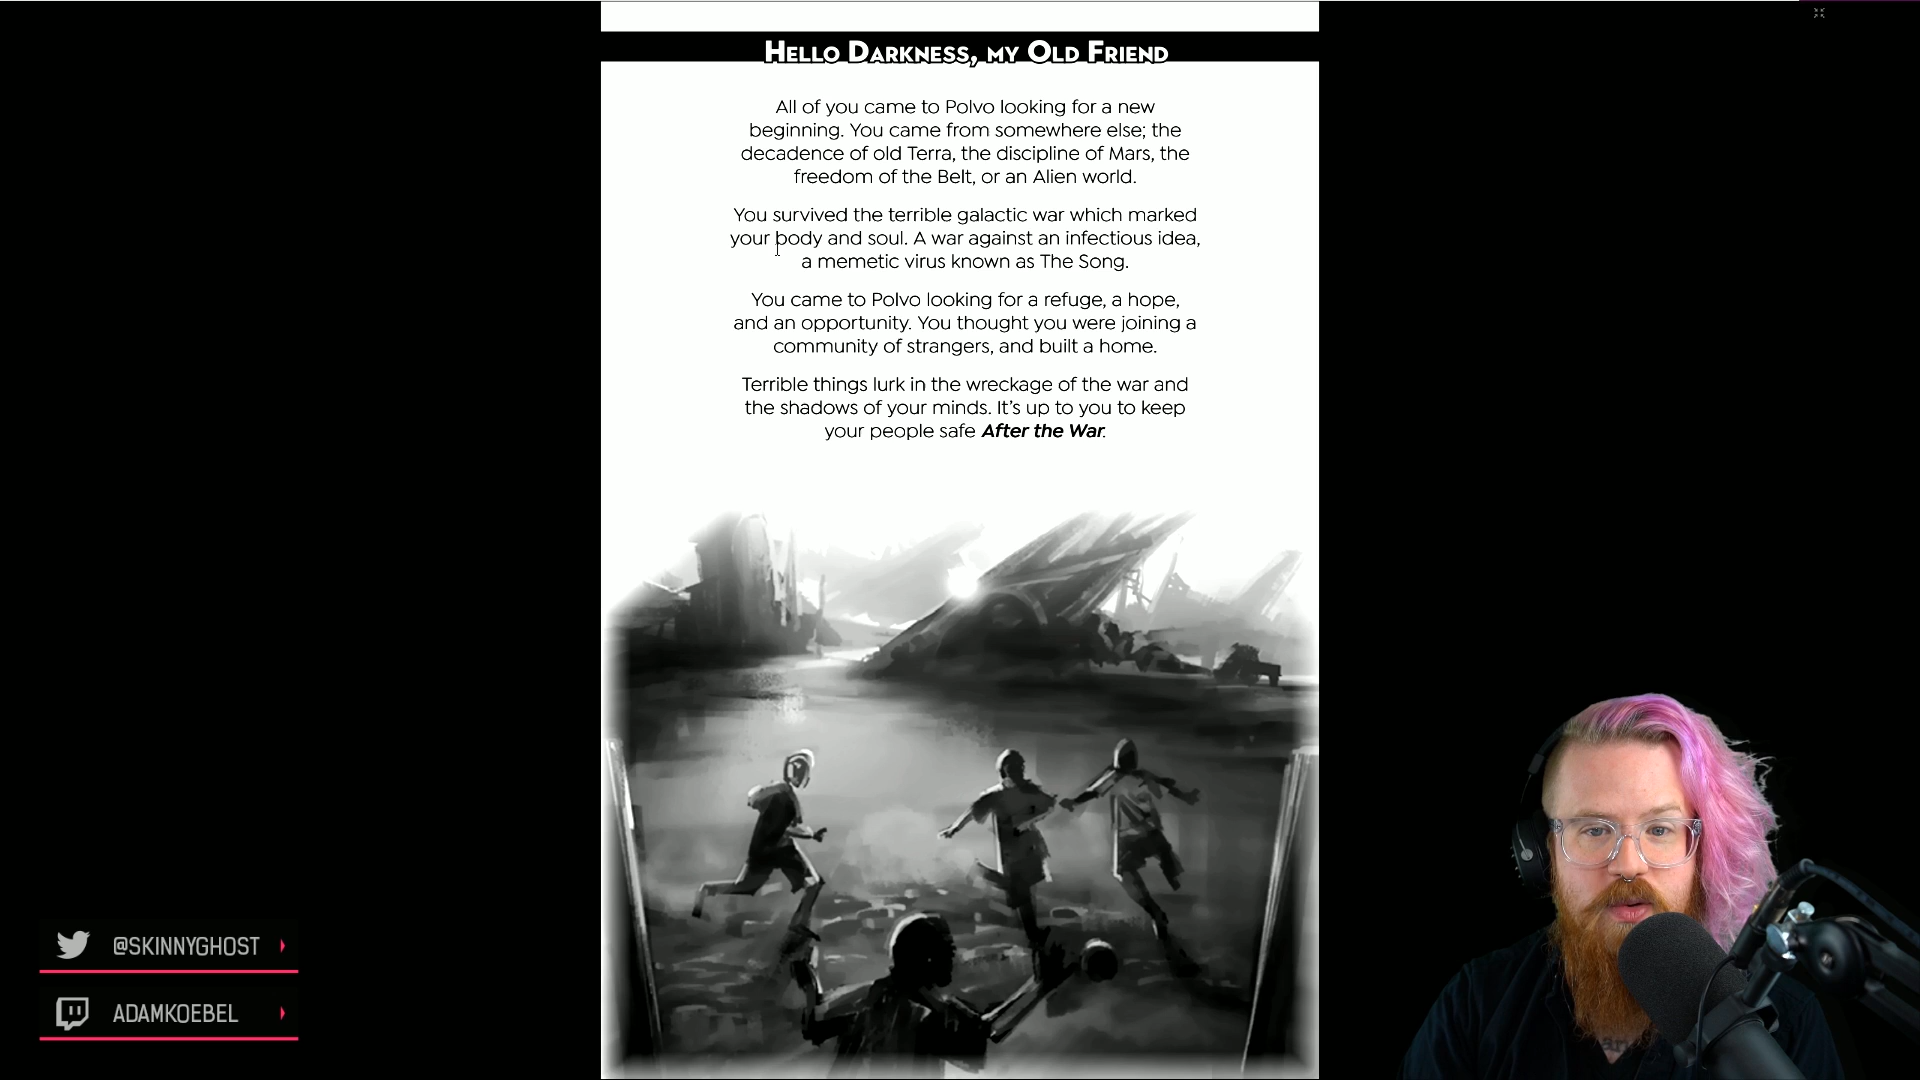 Hello Darkness, my Old Friend
All of you came to Polvo looking for a new
beginning. You came from somewhere else; the
decadence of old Terra, the discipline of Mars, the
freedom of the Belt, or an Alien world.
You survived the terrible galactic war which marked
your body and soul. A war against an infectious idea,
a memetic virus known as The Song.
You came to Polvo looking for a refuge, a hope,
and an opportunity. You thought you were joining a
community of strangers, and built a home.
Terrible things lurk in the wreckage of the war and
the shadows of your minds. It’s up to you to keep
your people safe After the War.
@SKINNYGHOST
ADAMKOEBEL